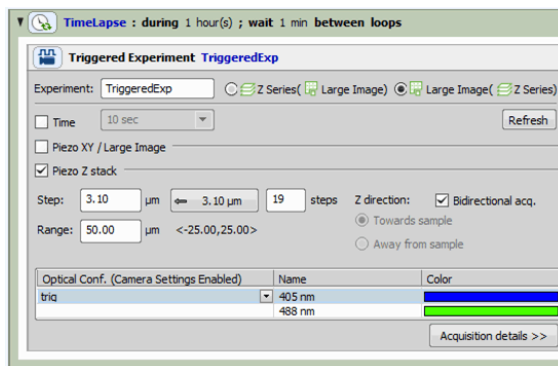 TimeLapse : during 1 hour(s) ; wait 1 min between loops
Triggered Experiment TriggeredExp
Experiment: TriggeredExp Z Series( Large Image) Large Image( Z Series)
Time 10 sec Refresh
Piezo XY / Large Image
Piezo Z stack
Step: 3.10 µm 3.10 µm 19 steps Z direction: Bidirectional acq.
Towards sample
Range: 50.00 µm <-25.00,25.00>
Away from sample
Optical Conf. (Camera Settings Enabled) Name Color
trig 405 nm
488 nm
Acquisition details >>